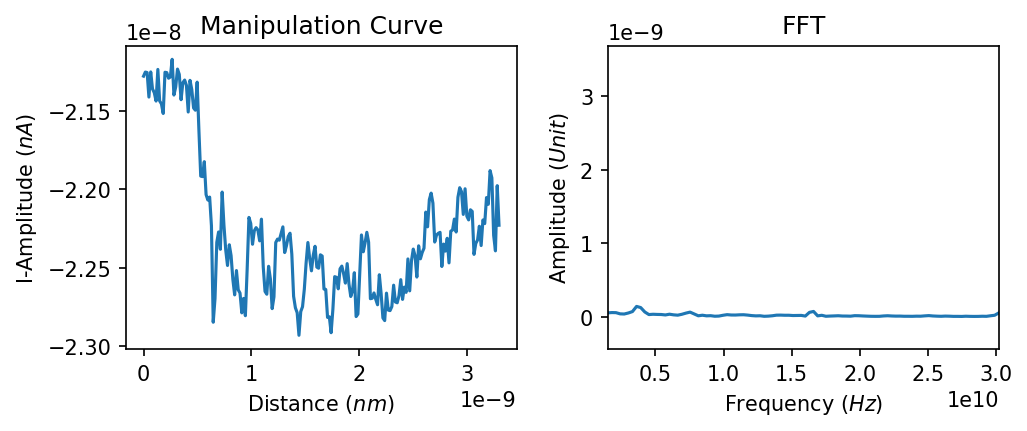 Manipulation Curve
1e−8
I-Amplitude (nA)
−2.15
−2.20
−2.25
−2.30
0 1 2 3
1e−9
Distance (nm)
FFT
1e−9
Amplitude (Unit)
3
2
1
0
0.5 1.0 1.5 2.0 2.5 3.0
1e10
Frequency (Hz)